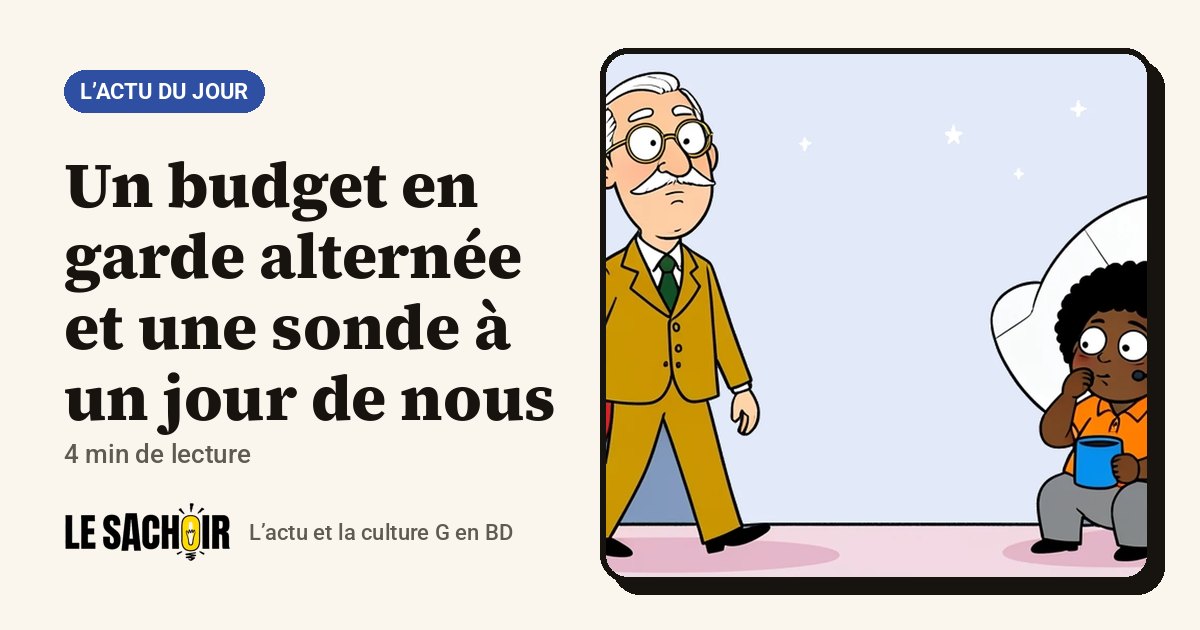 L’ACTU DU JOUR
Un budget en
garde alternée
et une sonde à
un jour de nous
4 min de lecture
LE SACHOIR
L’actu et la culture G en BD